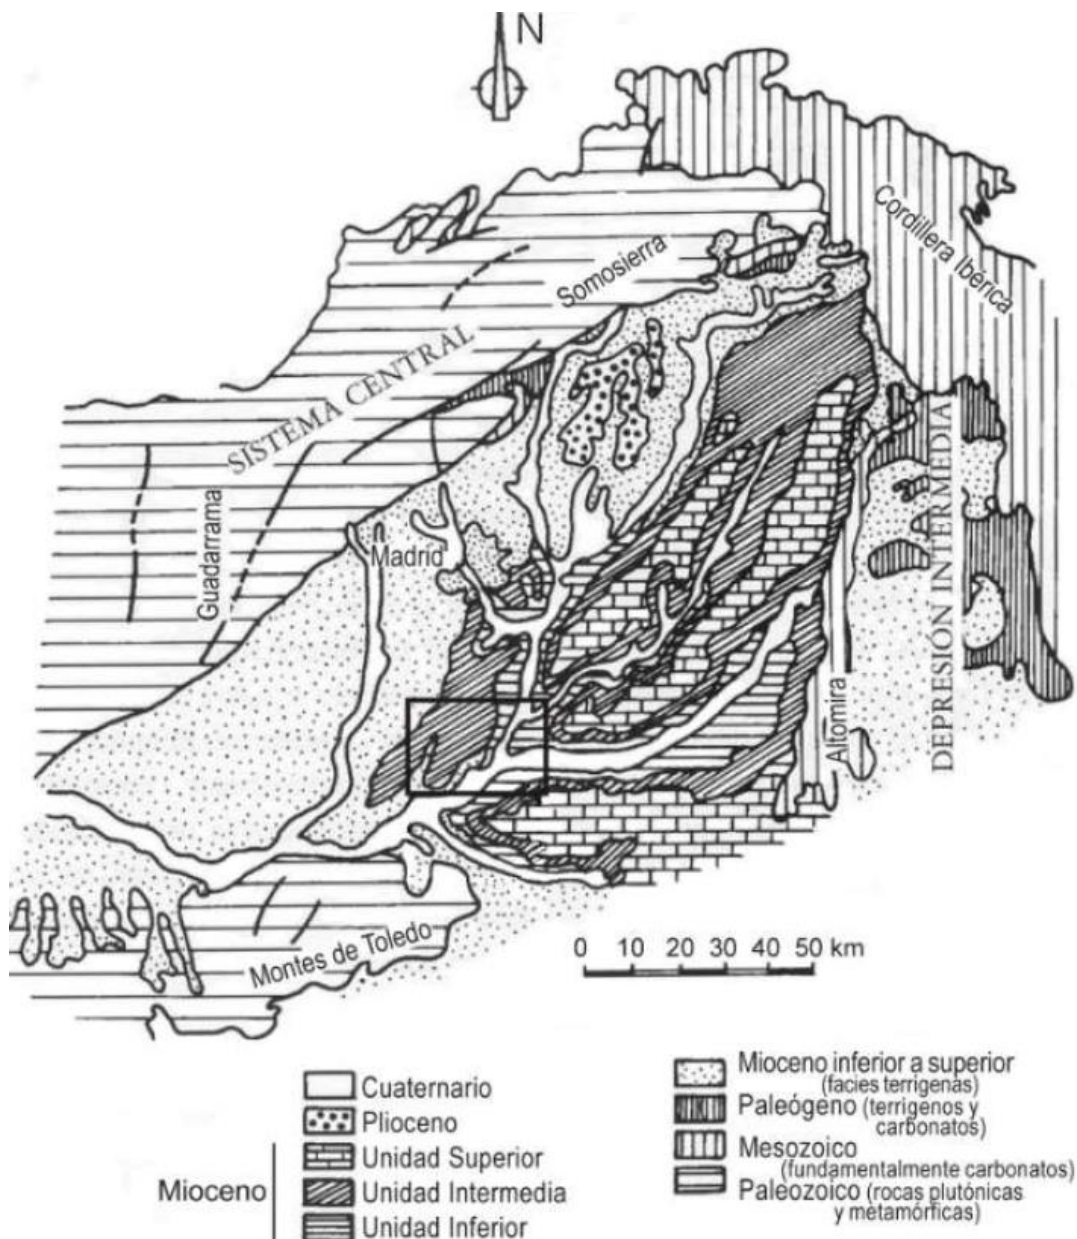 N
Cordillera Ibérica
Somosierra
SISTEMA CENTRAL
Guadarrama
Madrid
DEPRESION INTERMEDIA
Altomira
Montes de Toledo
0 10 20 30 40 50 km
Cuaternario
Plioceno
Mioceno
Unidad Superior
Unidad Intermedia
Unidad Inferior
Mioceno inferior a superior
(facies terrígenas)
Paleógeno (terrígenos y
carbonatos)
Mesozoico
(fundamentalmente carbonatos)
Paleozoico (rocas plutónicas
y metamórficas)